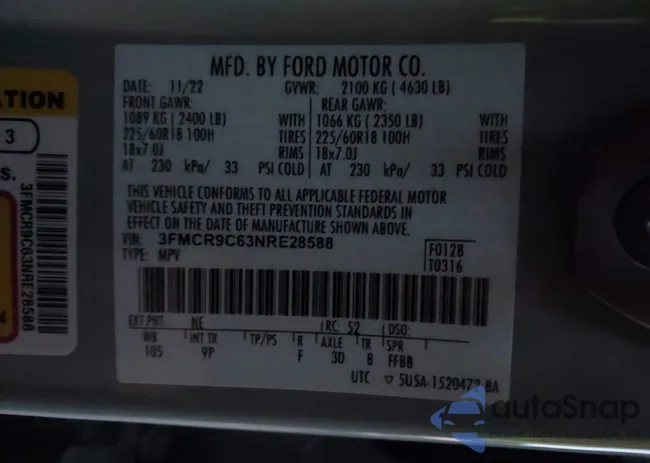 ATION
3
S.
3FMCR9C63NRE28588
N
MFD. BY FORD MOTOR CO.
DATE: 11/22 GVWR: 2100 KG ( 4630 LB)
FRONT GAWR: REAR GAWR:
1089 KG ( 2400 LB) WITH 1066 KG ( 2350 LB) WITH
225/60R18 100H TIRES 225/60R18 100H TIRES
18x7.0J RIMS 18x7.0J RIMS
AT 230 kPa/ 33 PSI COLD AT 230 kPa/ 33 PSI COLD
THIS VEHICLE CONFORMS TO ALL APPLICABLE FEDERAL MOTOR
VEHICLE SAFETY AND THEFT PREVENTION STANDARDS IN
EFFECT ON THE DATE OF MANUFACTURE SHOWN ABOVE.
VIN: 3FMCR9C63NRE28588 F0128
TYPE: MPV T0316
EXT PNT: NE RC: 52 DSO:
WB INT TR TP/PS R AXLE TR SPR
105 9P F 3D B FFBB
UTC 5U5A-1520472-BA
autoSnap